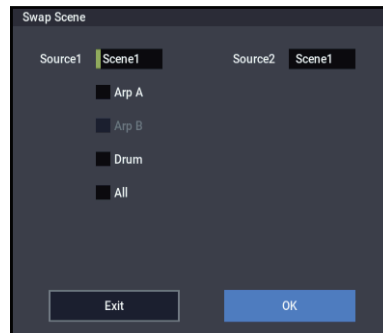 Swap Scene
Source1 Scene1 Source2 Scene1
Arp A
Arp B
Drum
All
Exit OK